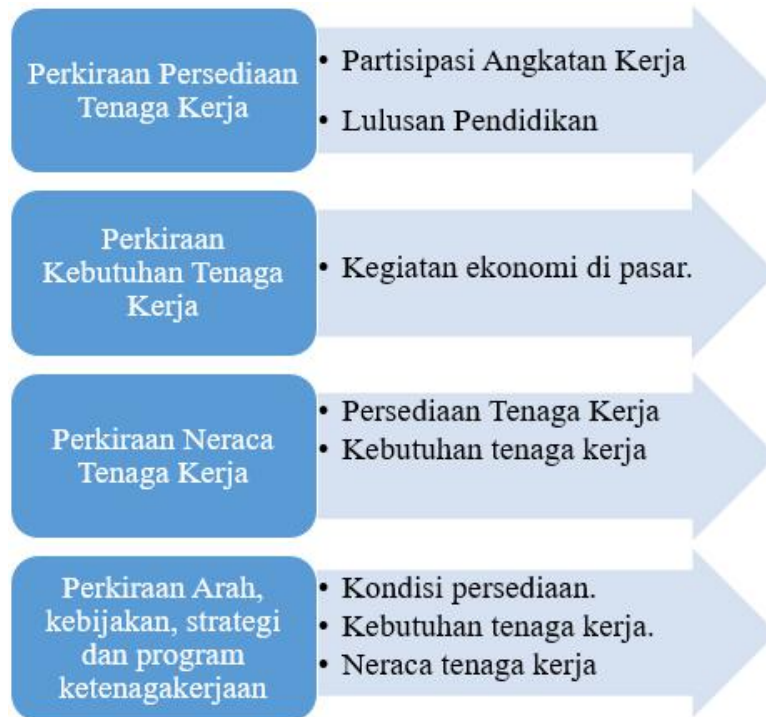 Perkiraan Persediaan
Tenaga Kerja
• Partisipasi Angkatan Kerja
• Lulusan Pendidikan
Perkiraan
Kebutuhan Tenaga
Kerja
• Kegiatan ekonomi di pasar.
Perkiraan Neraca
Tenaga Kerja
• Persediaan Tenaga Kerja
• Kebutuhan tenaga kerja
Perkiraan Arah,
kebijakan, strategi
dan program
ketenagakerjaan
• Kondisi persediaan.
• Kebutuhan tenaga kerja.
• Neraca tenaga kerja